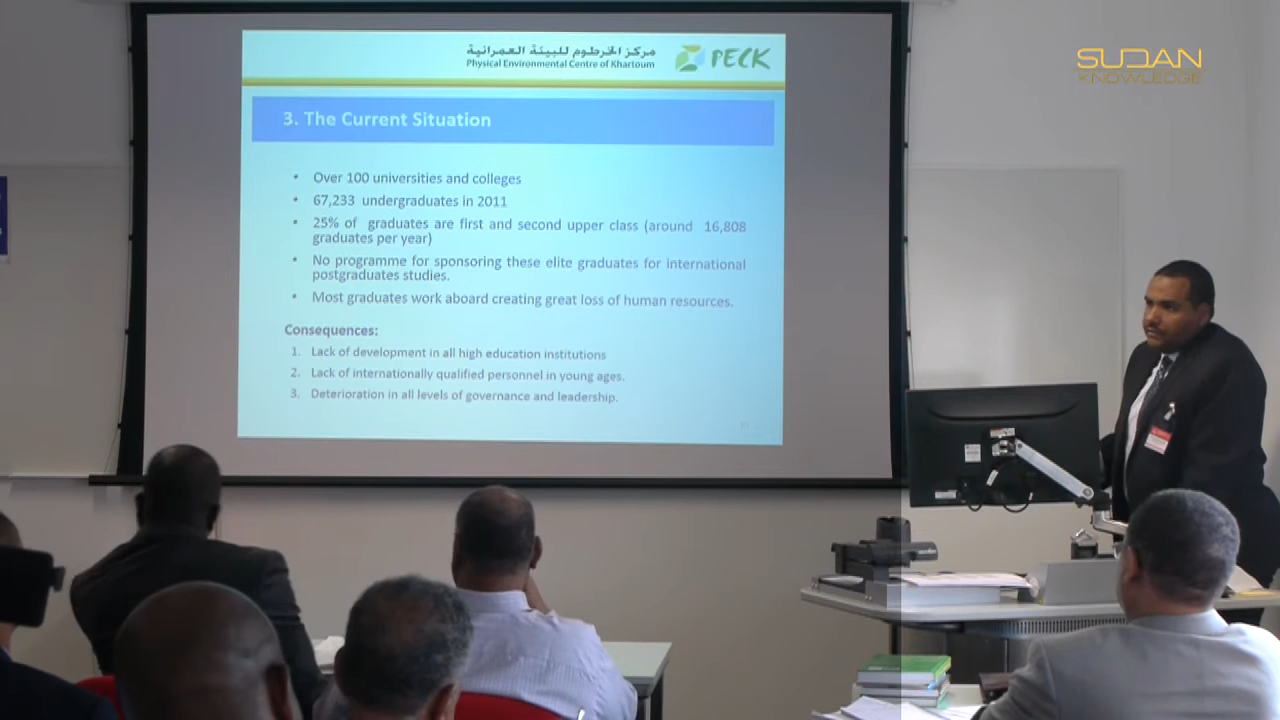 مركز الخرطوم للبيئة العمرانية
Physical Environmental Centre of Khartoum
PECK
SUDAN
KNOWLEDGE
3. The Current Situation
• Over 100 universities and colleges
• 67,233 undergraduates in 2011
• 25% of graduates are first and second upper class (around 16,808
graduates per year)
• No programme for sponsoring these elite graduates for international
postgraduates studies.
• Most graduates work aboard creating great loss of human resources.
Consequences:
1. Lack of development in all high education institutions
2. Lack of internationally qualified personnel in young ages.
3. Deterioration in all levels of governance and leadership.